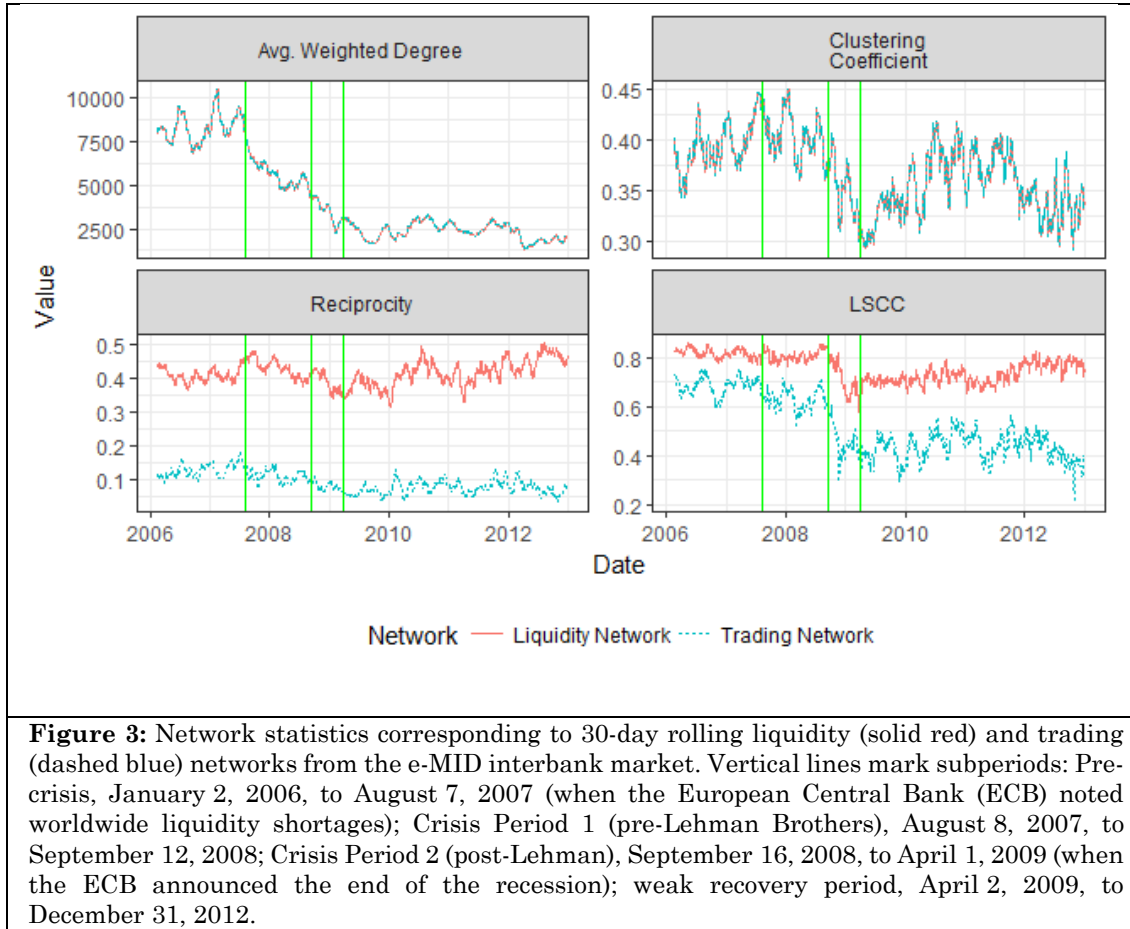 Avg. Weighted Degree
Clustering
Coefficient
10000
7500
5000
2500
0.45
0.40
0.35
0.30
Value
Reciprocity
LSCC
0.5
0.4
0.3
0.2
0.1
0.8
0.6
0.4
0.2
2006 2008 2010 2012
2006 2008 2010 2012
Date
Network Liquidity Network Trading Network
Figure 3: Network statistics corresponding to 30-day rolling liquidity (solid red) and trading
(dashed blue) networks from the e-MID interbank market. Vertical lines mark subperiods: Pre-
crisis, January 2, 2006, to August 7, 2007 (when the European Central Bank (ECB) noted
worldwide liquidity shortages); Crisis Period 1 (pre-Lehman Brothers), August 8, 2007, to
September 12, 2008; Crisis Period 2 (post-Lehman), September 16, 2008, to April 1, 2009 (when
the ECB announced the end of the recession); weak recovery period, April 2, 2009, to
December 31, 2012.